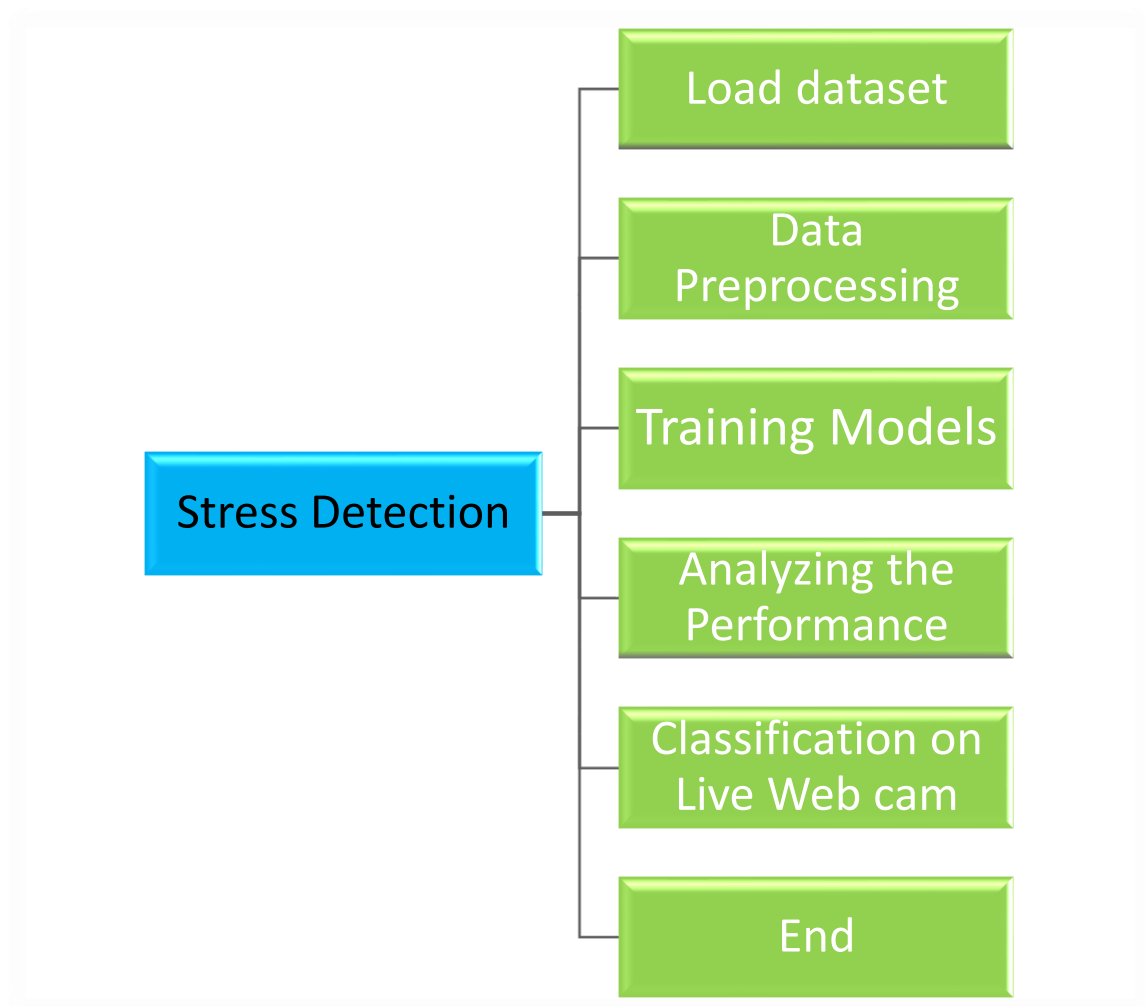 Load dataset
Data
Preprocessing
Training Models
Stress Detection
Analyzing the
Performance
Classification on
Live Web cam
End